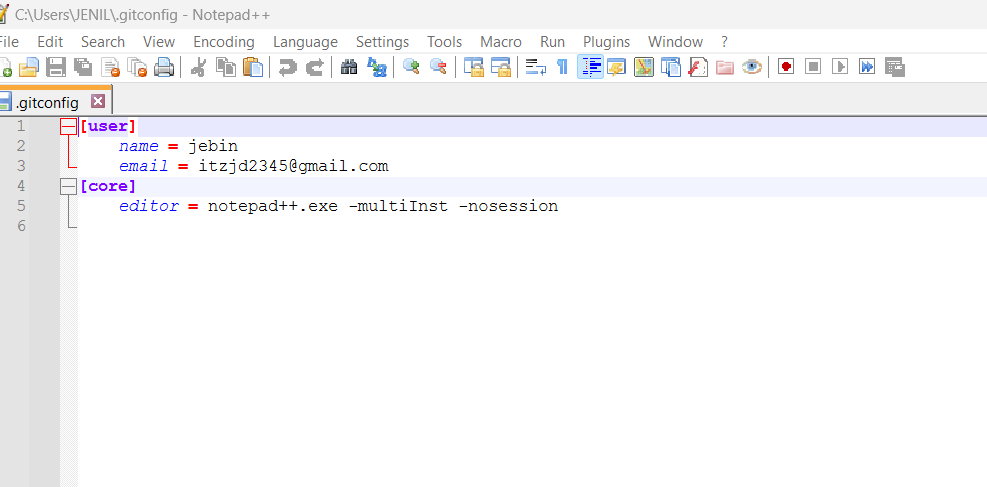 C:\Users\JENIL\.gitconfig - Notepad++
File Edit Search View Encoding Language Settings Tools Macro Run Plugins Window ?
.gitconfig
1 [user]
2 name = jebin
3 email = itzjd2345@gmail.com
4 [core]
5 editor = notepad++.exe -multiInst -nosession
6